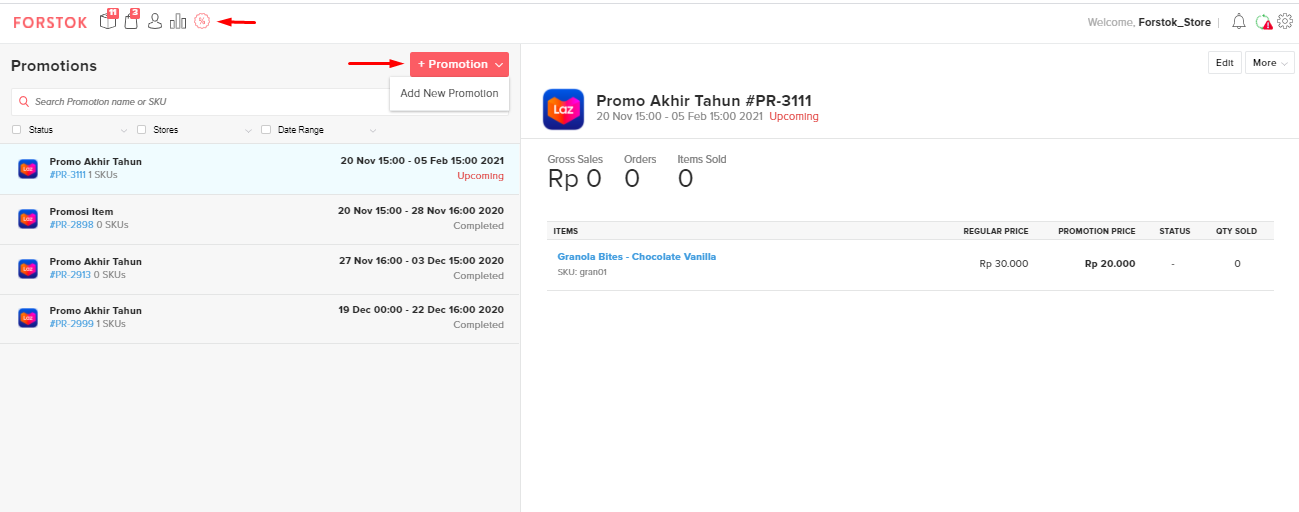 FORSTOK 11 3 %
Welcome, Forstok_Store |
Promotions
+ Promotion
Add New Promotion
Search Promotion name or SKU
Status Stores Date Range
Promo Akhir Tahun 20 Nov 15:00 - 05 Feb 15:00 2021
#PR-3111 1 SKUs Upcoming
Promosi Item 20 Nov 15:00 - 28 Nov 16:00 2020
#PR-2898 0 SKUs Completed
Promo Akhir Tahun 27 Nov 16:00 - 03 Dec 15:00 2020
#PR-2913 0 SKUs Completed
Promo Akhir Tahun 19 Dec 00:00 - 22 Dec 16:00 2020
#PR-2999 1 SKUs Completed
Edit More
Laz
Promo Akhir Tahun #PR-3111
20 Nov 15:00 - 05 Feb 15:00 2021 Upcoming
Gross Sales Orders Items Sold
Rp 0 0 0
ITEMS REGULAR PRICE PROMOTION PRICE STATUS QTY SOLD
Granola Bites - Chocolate Vanilla Rp 30.000 Rp 20.000 - 0
SKU: gran01